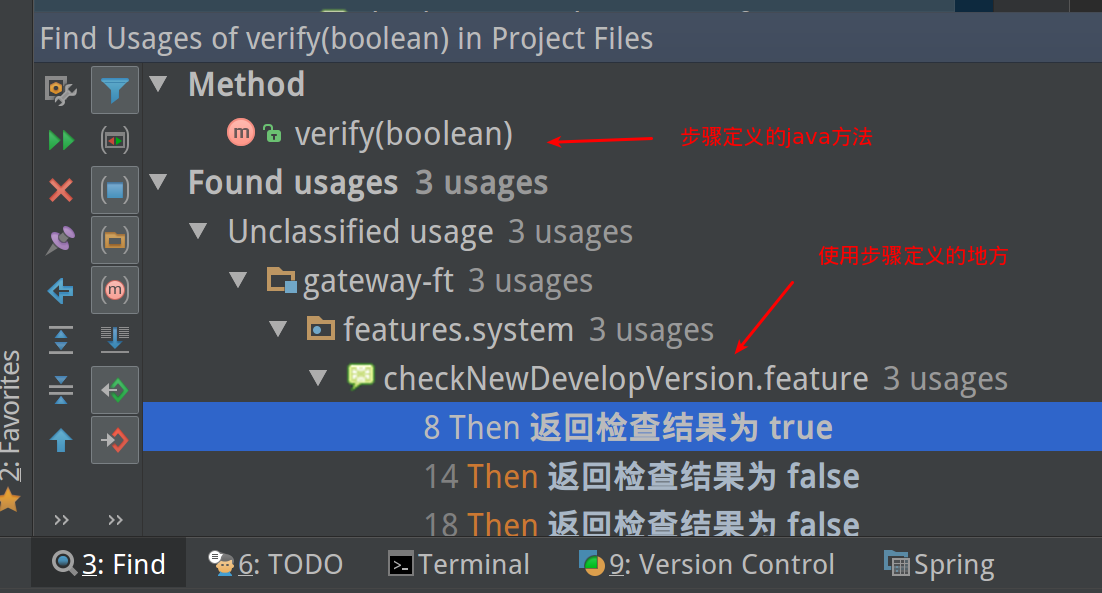 Find Usages of verify(boolean) in Project Files
Method
m verify(boolean)
步骤定义的java方法
Found usages 3 usages
Unclassified usage 3 usages
使用步骤定义的地方
gateway-ft 3 usages
features.system 3 usages
checkNewDevelopVersion.feature 3 usages
8 Then 返回检查结果为 true
14 Then 返回检查结果为 false
18 Then 返回检查结果为 false
2: Favorites
3: Find
6: TODO
Terminal
9: Version Control
Spring